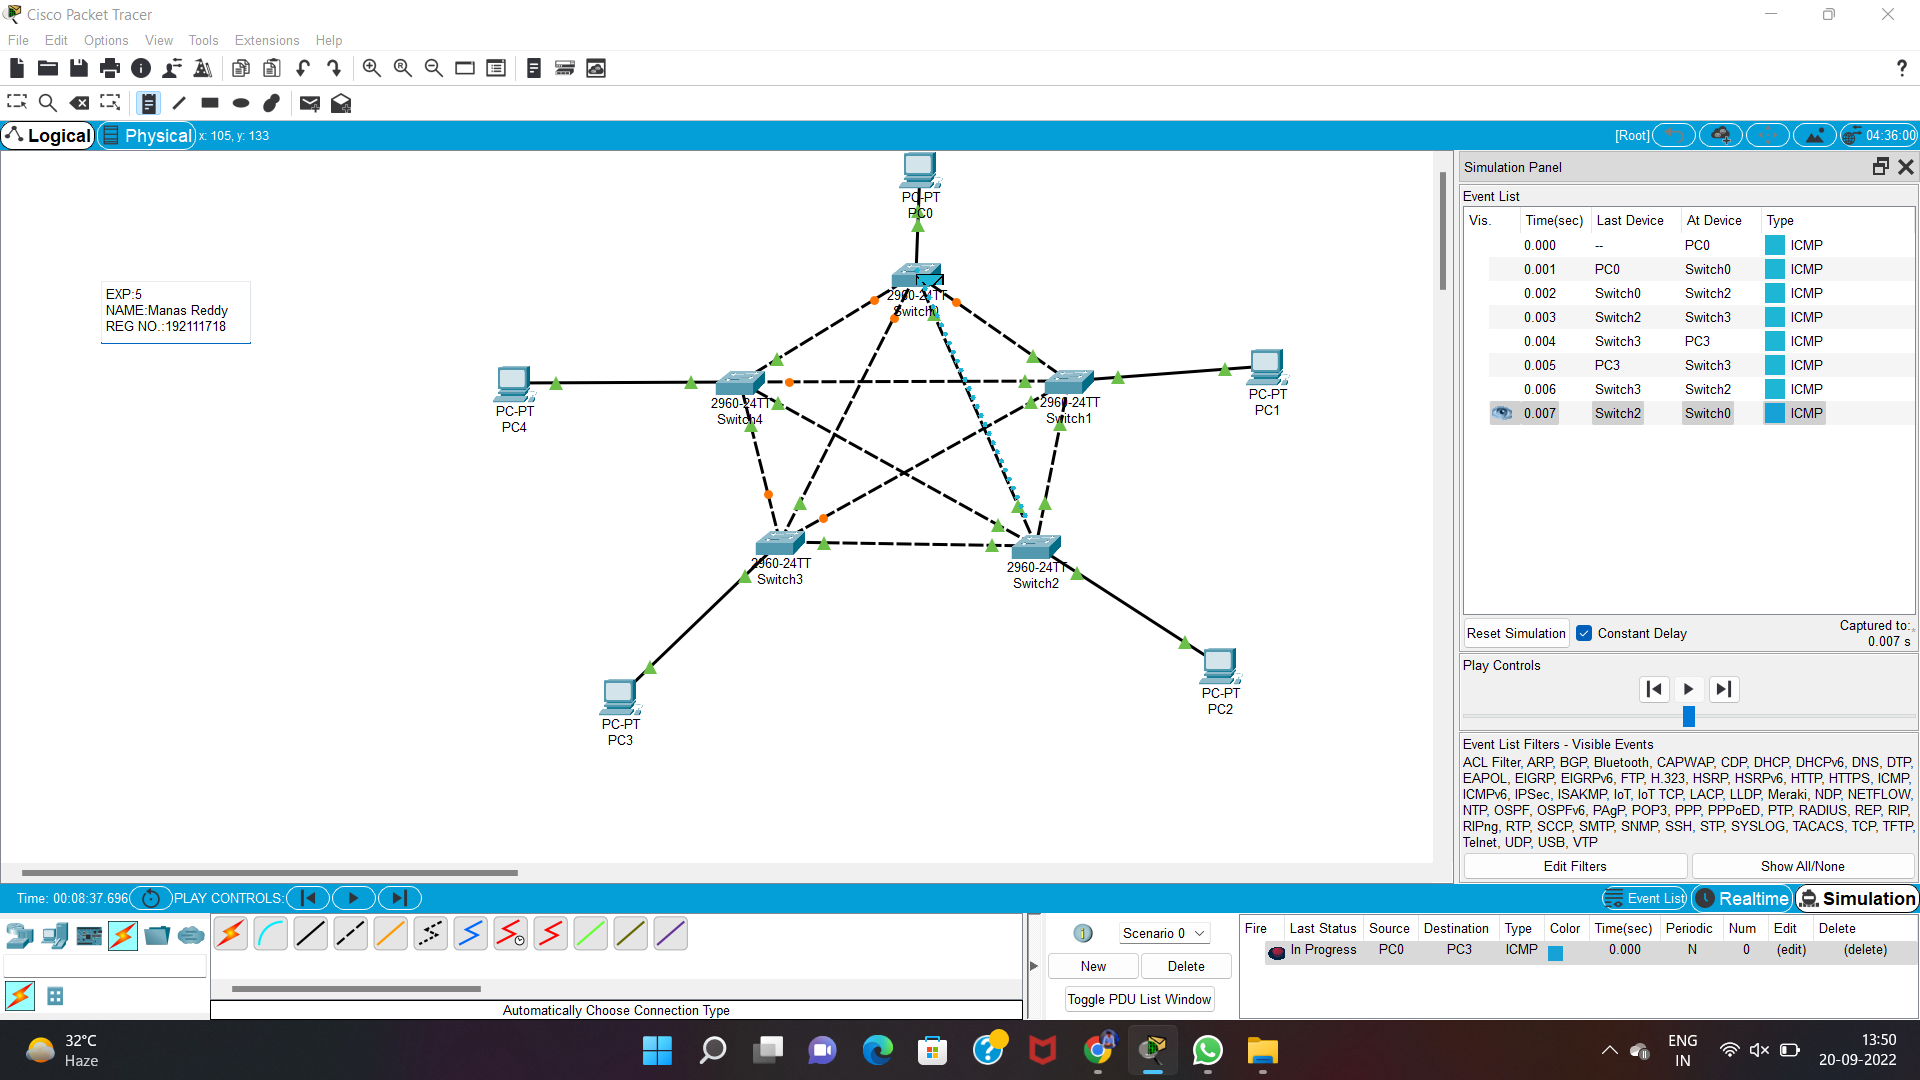 Cisco Packet Tracer
File Edit Options View Tools Extensions Help
Logical Physical x: 105, y: 133 [Root] 04:36:00
EXP:5
NAME:Manas Reddy
REG NO.:192111718
PC-PT
PC0
2960-24TT
Switch0
PC-PT
PC4
2960-24TT
Switch4
2960-24TT
Switch1
PC-PT
PC1
2960-24TT
Switch3
2960-24TT
Switch2
PC-PT
PC3
PC-PT
PC2
Simulation Panel
Event List
Vis. Time(sec) Last Device At Device Type
0.000 -- PC0 ICMP
0.001 PC0 Switch0 ICMP
0.002 Switch0 Switch2 ICMP
0.003 Switch2 Switch3 ICMP
0.004 Switch3 PC3 ICMP
0.005 PC3 Switch3 ICMP
0.006 Switch3 Switch2 ICMP
0.007 Switch2 Switch0 ICMP
Reset Simulation Constant Delay Captured to:
0.007 s
Play Controls
Event List Filters - Visible Events
ACL Filter, ARP, BGP, Bluetooth, CAPWAP, CDP, DHCP, DHCPv6, DNS, DTP,
EAPOL, EIGRP, EIGRPv6, FTP, H.323, HSRP, HSRPv6, HTTP, HTTPS, ICMP,
ICMPv6, IPSec, ISAKMP, IoT, IoT TCP, LACP, LLDP, Meraki, NDP, NETFLOW,
NTP, OSPF, OSPFv6, PAgP, POP3, PPP, PPPoED, PTP, RADIUS, REP, RIP,
RIPng, RTP, SCCP, SMTP, SNMP, SSH, STP, SYSLOG, TACACS, TCP, TFTP,
Telnet, UDP, USB, VTP
Edit Filters Show All/None
Time: 00:08:37.696 PLAY CONTROLS: Event List Realtime Simulation
Scenario 0
New Delete
Toggle PDU List Window
Automatically Choose Connection Type
Fire Last Status Source Destination Type Color Time(sec) Periodic Num Edit Delete
In Progress PC0 PC3 ICMP 0.000 N 0 (edit) (delete)
32°C
Haze
ENG
IN
13:50
20-09-2022